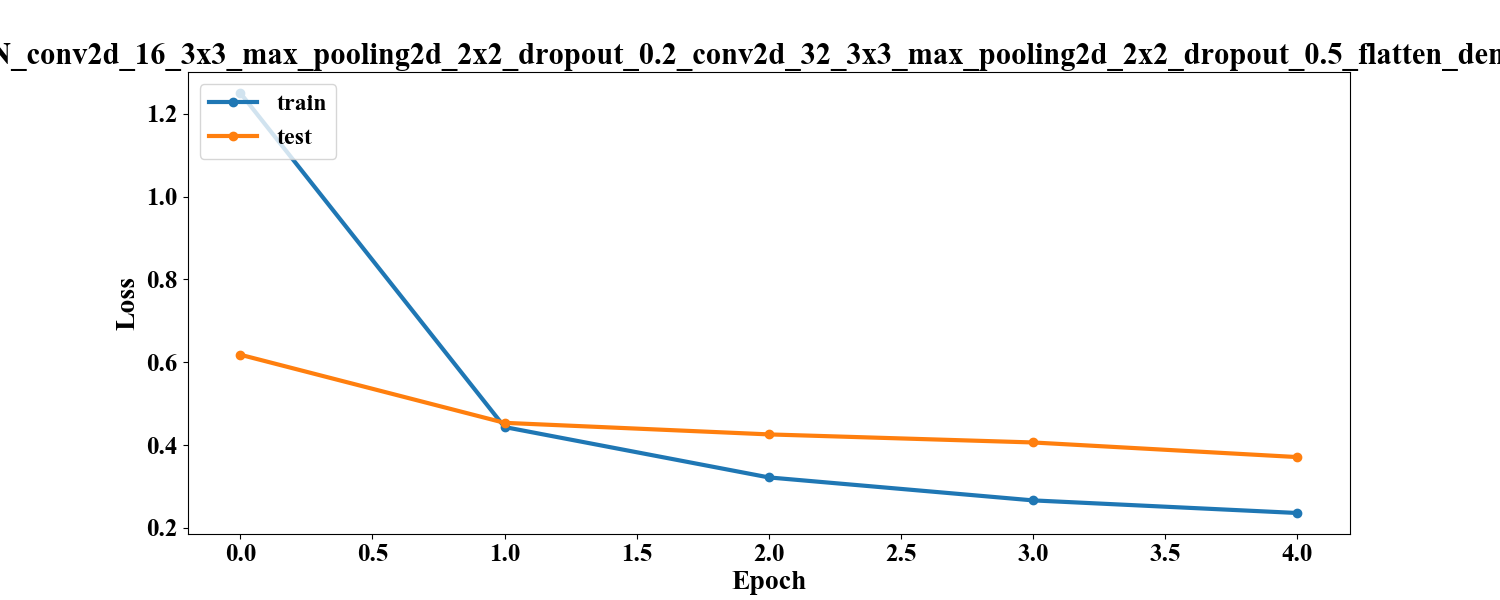 N_conv2d_16_3x3_max_pooling2d_2x2_dropout_0.2_conv2d_32_3x3_max_pooling2d_2x2_dropout_0.5_flatten_den
train
test
1.2
1.0
0.8
0.6
0.4
0.2
Loss
0.0 0.5 1.0 1.5 2.0 2.5 3.0 3.5 4.0
Epoch